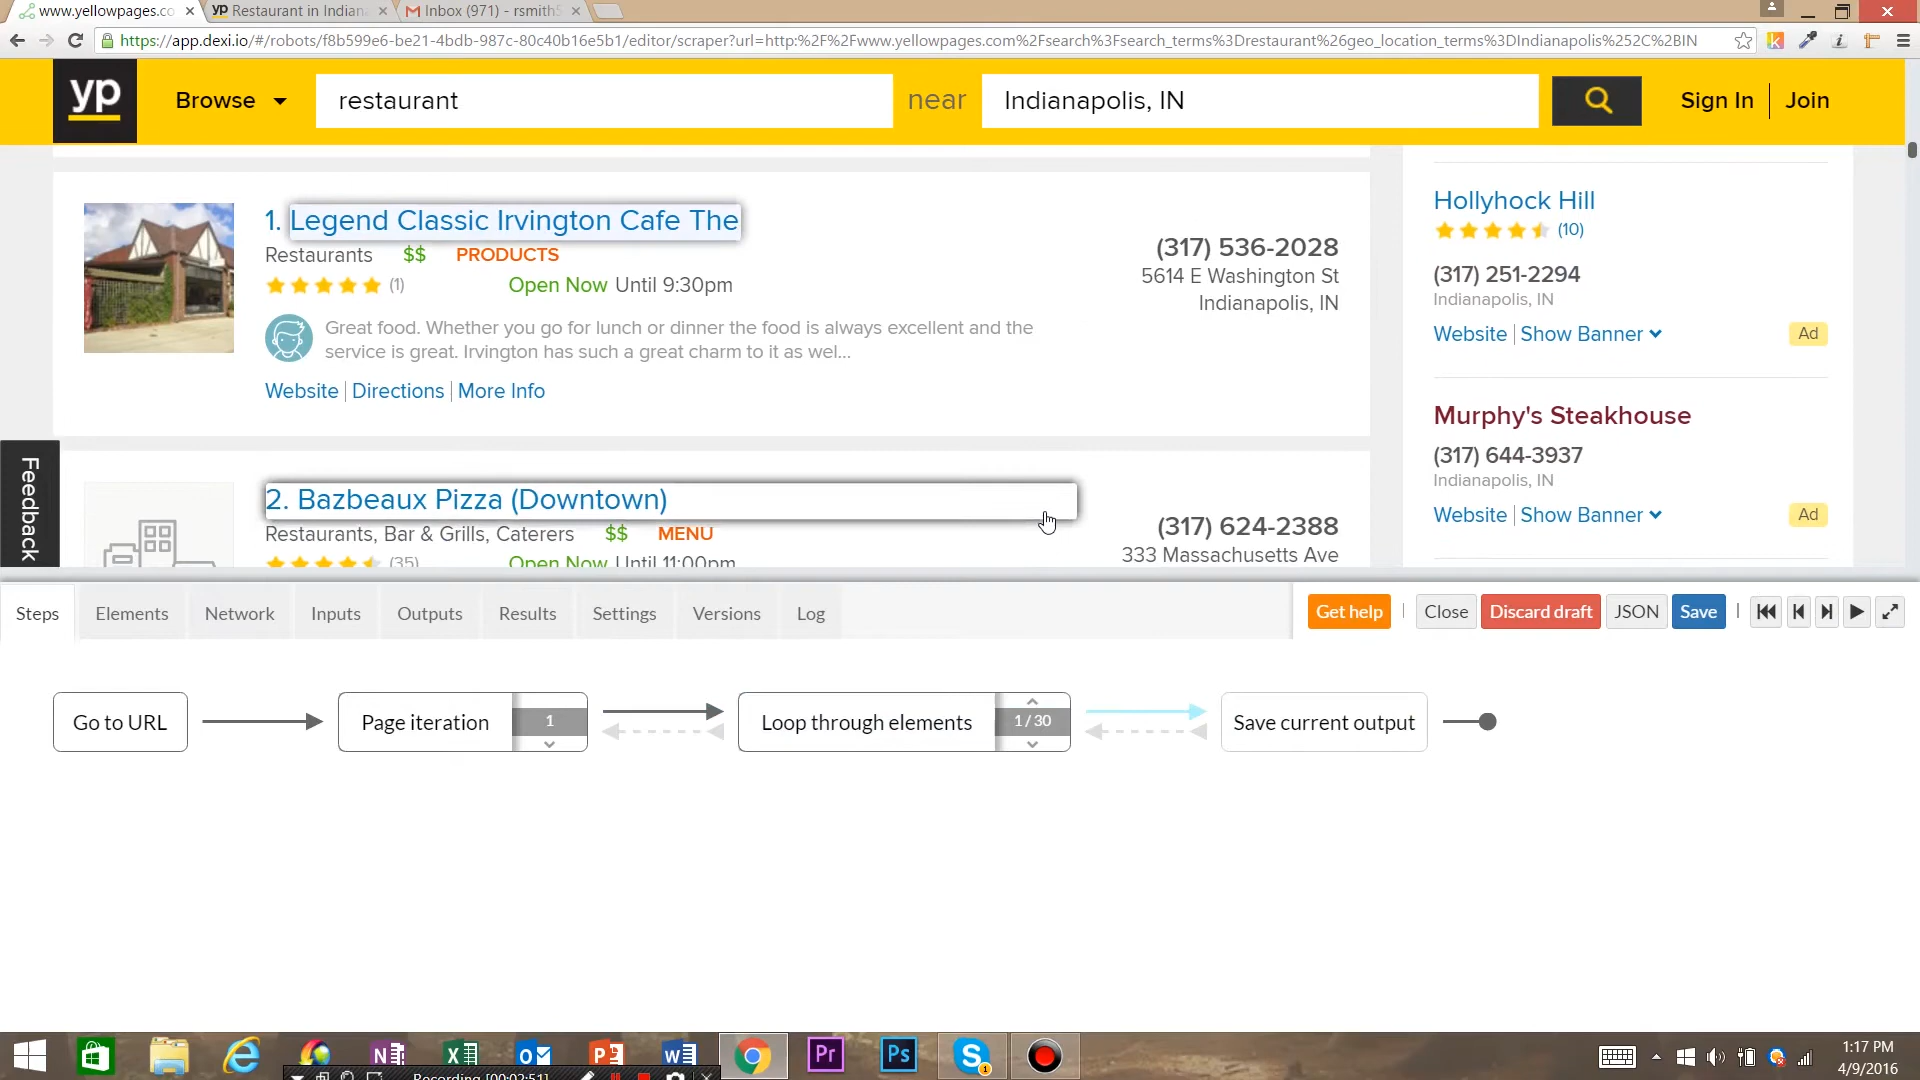 www.yellowpages.co
yp Restaurant in Indian
Inbox (971) - rsmith
https://app.dexi.io/#/robots/f8b599e6-be21-4bdb-987c-80c40b16e5b1/editor/scraper?url=http:%2F%2Fwww.yellowpages.com%2Fsearch%3Fsearch_terms%3Drestaurant%26geo_location_terms%3DIndianapolis%252C%2BIN
yp Browse restaurant near Indianapolis, IN Sign In Join
1. Legend Classic Irvington Cafe The
Restaurants $$ PRODUCTS
(1) Open Now Until 9:30pm
Great food. Whether you go for lunch or dinner the food is always excellent and the
service is great. Irvington has such a great charm to it as wel...
Website Directions More Info
(317) 536-2028
5614 E Washington St
Indianapolis, IN
2. Bazbeaux Pizza (Downtown)
Restaurants, Bar & Grills, Caterers $$ MENU
(35) Open Now Until 11:00pm
(317) 624-2388
333 Massachusetts Ave
Hollyhock Hill
(10)
(317) 251-2294
Indianapolis, IN
Website Show Banner Ad
Murphy's Steakhouse
(317) 644-3937
Indianapolis, IN
Website Show Banner Ad
Feedback
Steps Elements Network Inputs Outputs Results Settings Versions Log
Get help Close Discard draft JSON Save
Go to URL Page iteration 1 Loop through elements 1 / 30 Save current output
N X O P W Pr Ps S 1
Recording [00:02:51]
1:17 PM
4/9/2016